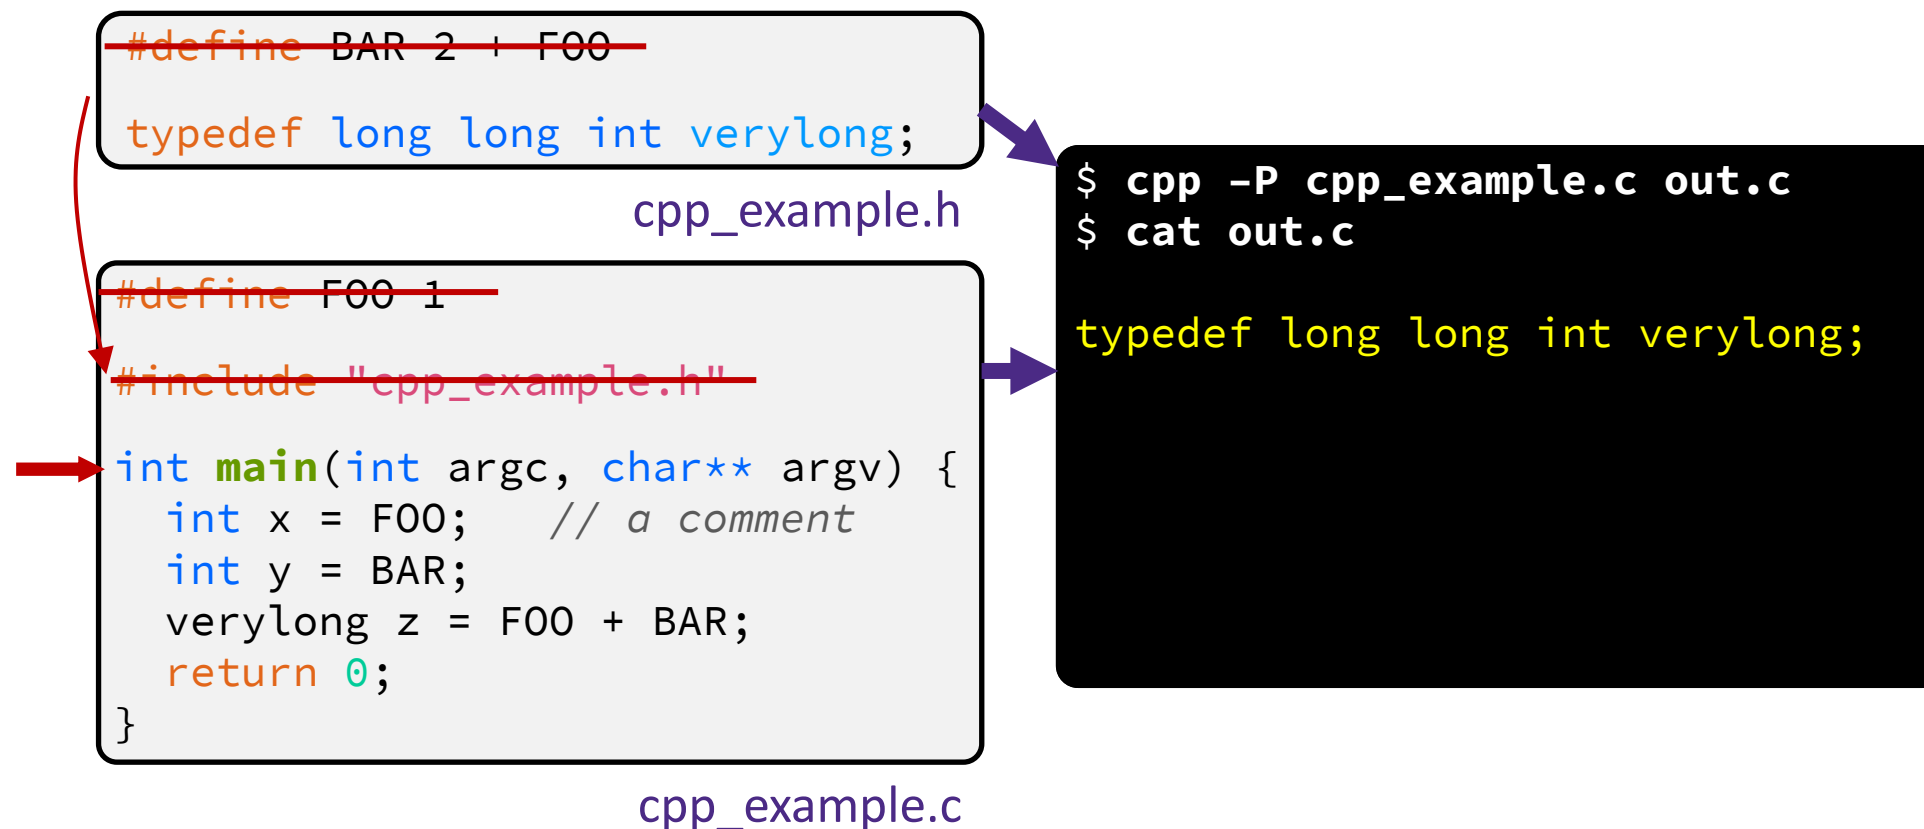 #define BAR 2 + FOO
typedef long long int verylong;
cpp_example.h
#define FOO 1
#include "cpp_example.h"
int main(int argc, char** argv) {
  int x = FOO;   // a comment
  int y = BAR;
  verylong z = FOO + BAR;
  return 0;
}
cpp_example.c
$ cpp –P cpp_example.c out.c
$ cat out.c
typedef long long int verylong;